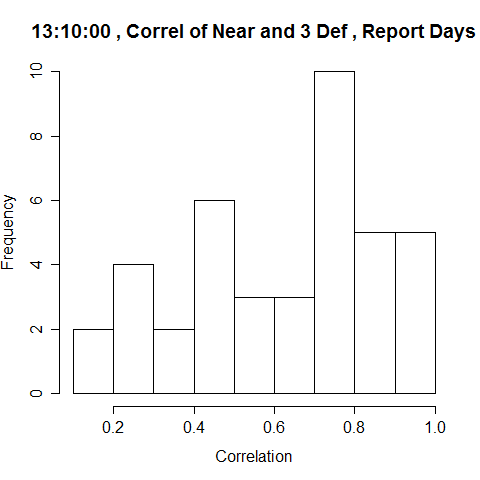 13:10:00 , Correl of Near and 3 Def , Report Days
Frequency
10
8
6
4
2
0
0.2 0.4 0.6 0.8 1.0
Correlation